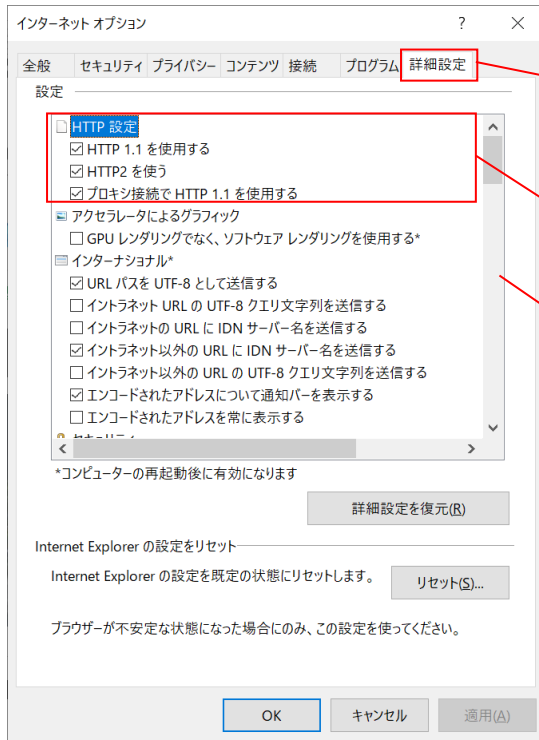 インターネット オプション
全般 セキュリティ プライバシー コンテンツ 接続 プログラム 詳細設定
設定
HTTP 設定
HTTP 1.1 を使用する
HTTP2 を使う
プロキシ接続で HTTP 1.1 を使用する
アクセラレータによるグラフィック
GPU レンダリングでなく、ソフトウェア レンダリングを使用する*
インターナショナル*
URL パスを UTF-8 として送信する
イントラネット URL の UTF-8 クエリ文字列を送信する
イントラネットの URL に IDN サーバー名を送信する
イントラネット以外の URL に IDN サーバー名を送信する
イントラネット以外の URL の UTF-8 クエリ文字列を送信する
エンコードされたアドレスについて通知バーを表示する
エンコードされたアドレスを常に表示する
*コンピューターの再起動後に有効になります
詳細設定を復元(R)
Internet Explorer の設定をリセット
Internet Explorer の設定を既定の状態にリセットします。
リセット(S)...
ブラウザーが不安定な状態になった場合にのみ、この設定を使ってください。
OK キャンセル 適用(A)